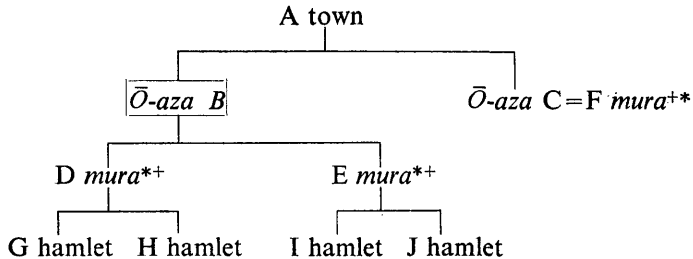 A town
Ō-aza B Ō-aza C=F mura+*
D mura*+ E mura*+
G hamlet H hamlet I hamlet J hamlet